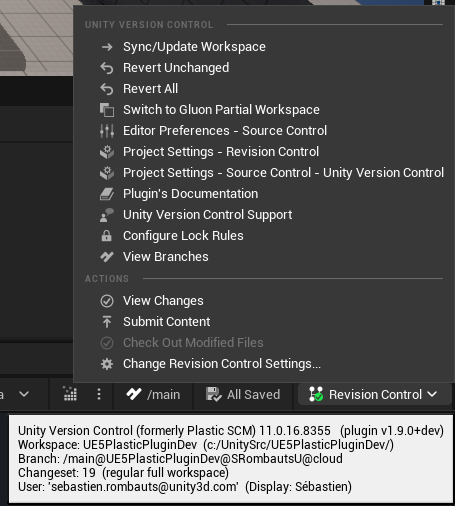 UNITY VERSION CONTROL
Sync/Update Workspace
Revert Unchanged
Revert All
Switch to Gluon Partial Workspace
Editor Preferences - Source Control
Project Settings - Revision Control
Project Settings - Source Control - Unity Version Control
Plugin's Documentation
Unity Version Control Support
Configure Lock Rules
View Branches
ACTIONS
View Changes
Submit Content
Check Out Modified Files
Change Revision Control Settings...
a /main All Saved Revision Control
Unity Version Control (formerly Plastic SCM) 11.0.16.8355 (plugin v1.9.0+dev)
Workspace: UE5PlasticPluginDev (c:/UnitySrc/UE5PlasticPluginDev/)
Branch: /main@UE5PlasticPluginDev@SRombautsU@cloud
Changeset: 19 (regular full workspace)
User: 'sebastien.rombauts@unity3d.com' (Display: Sébastien)